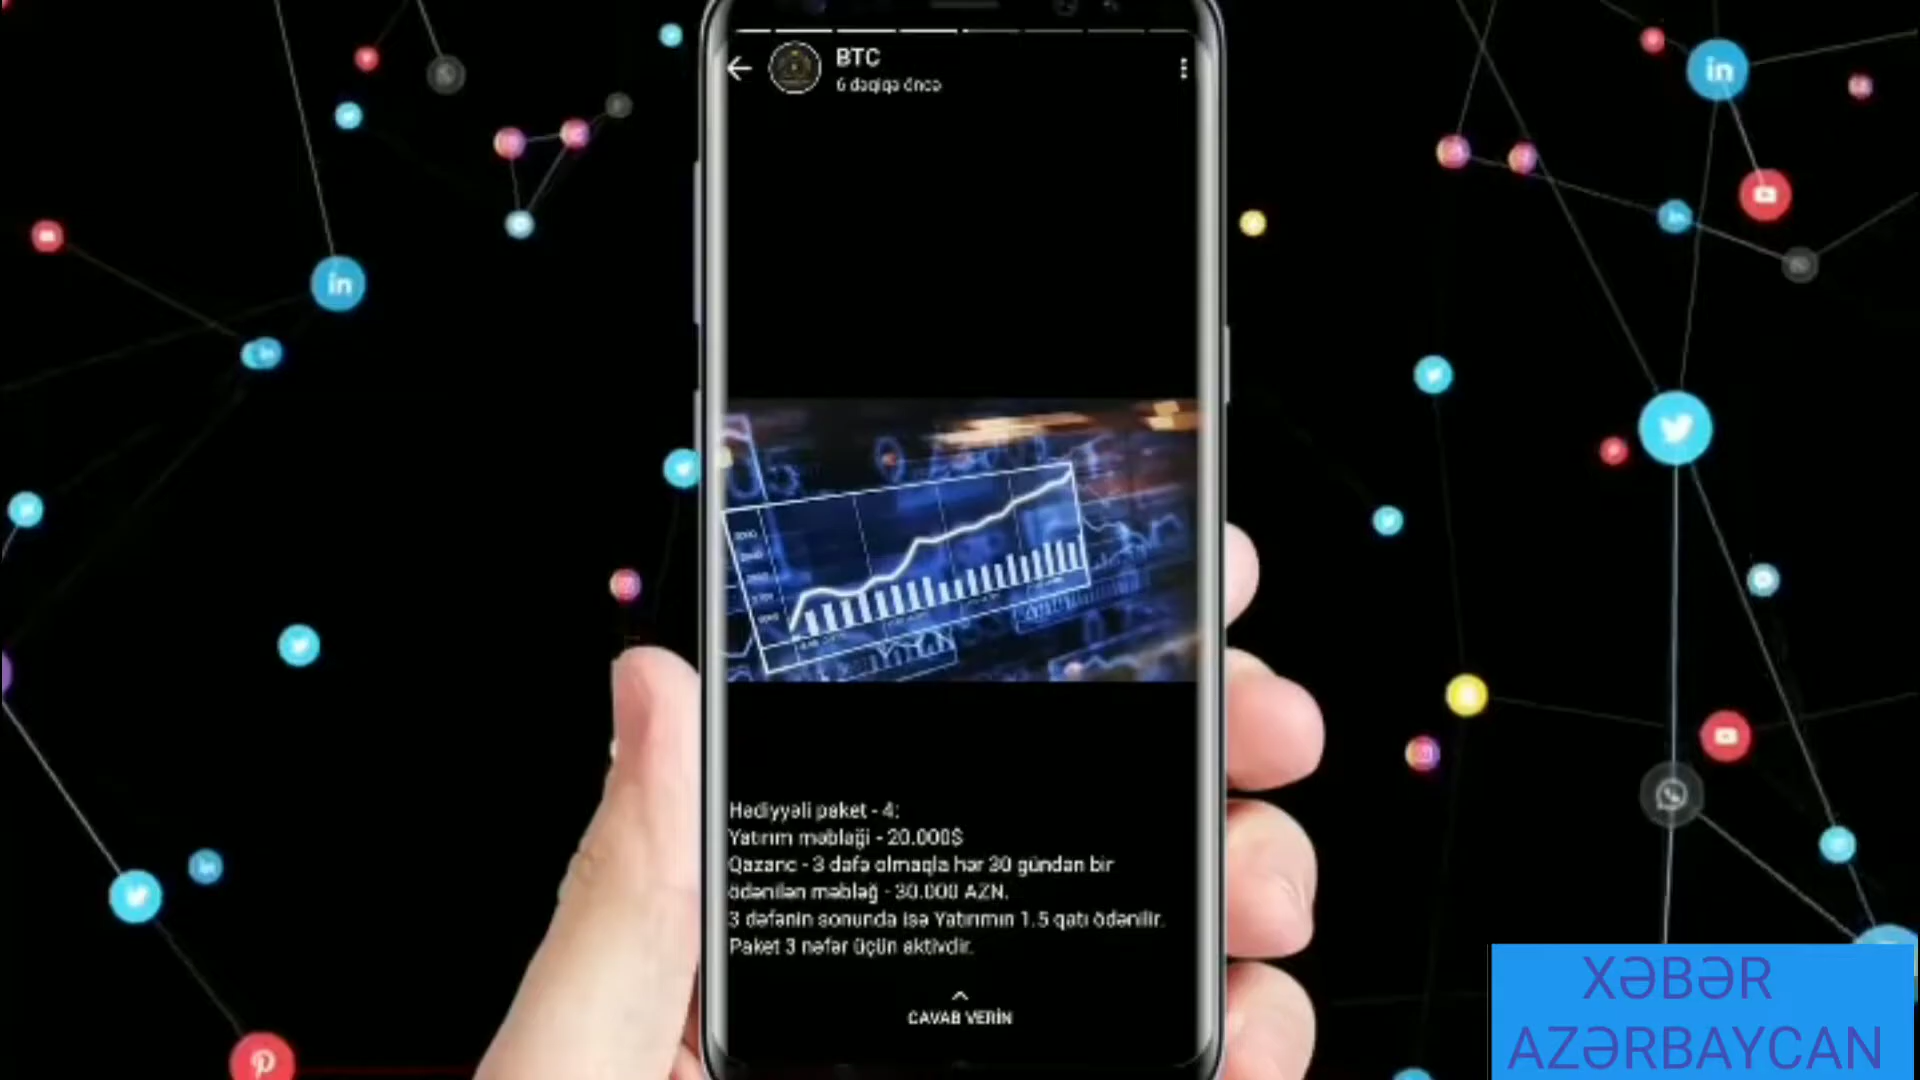 BTC
6 dəqiqə öncə
Hədiyyəli paket - 4:
Yatırım məbləği - 20.000$
Qazanc - 3 dəfə olmaqla hər 30 gündən bir
ödənilən məbləğ - 30.000 AZN.
3 dəfənin sonunda isə Yatırımın 1.5 qatı ödənilir.
Paket 3 nəfər üçün aktivdir.
CAVAB VERİN
XƏBƏR
AZƏRBAYCAN